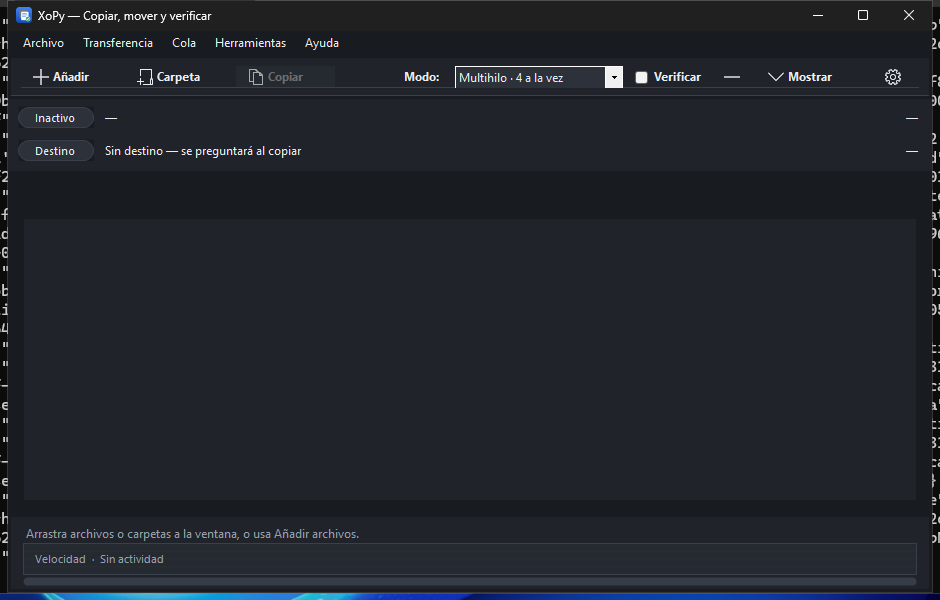 XoPy — Copiar, mover y verificar
Archivo Transferencia Cola Herramientas Ayuda
Añadir Carpeta Copiar Modo: Multihilo · 4 a la vez Verificar — Mostrar
Inactivo — —
Destino Sin destino — se preguntará al copiar —
Arrastra archivos o carpetas a la ventana, o usa Añadir archivos.
Velocidad · Sin actividad